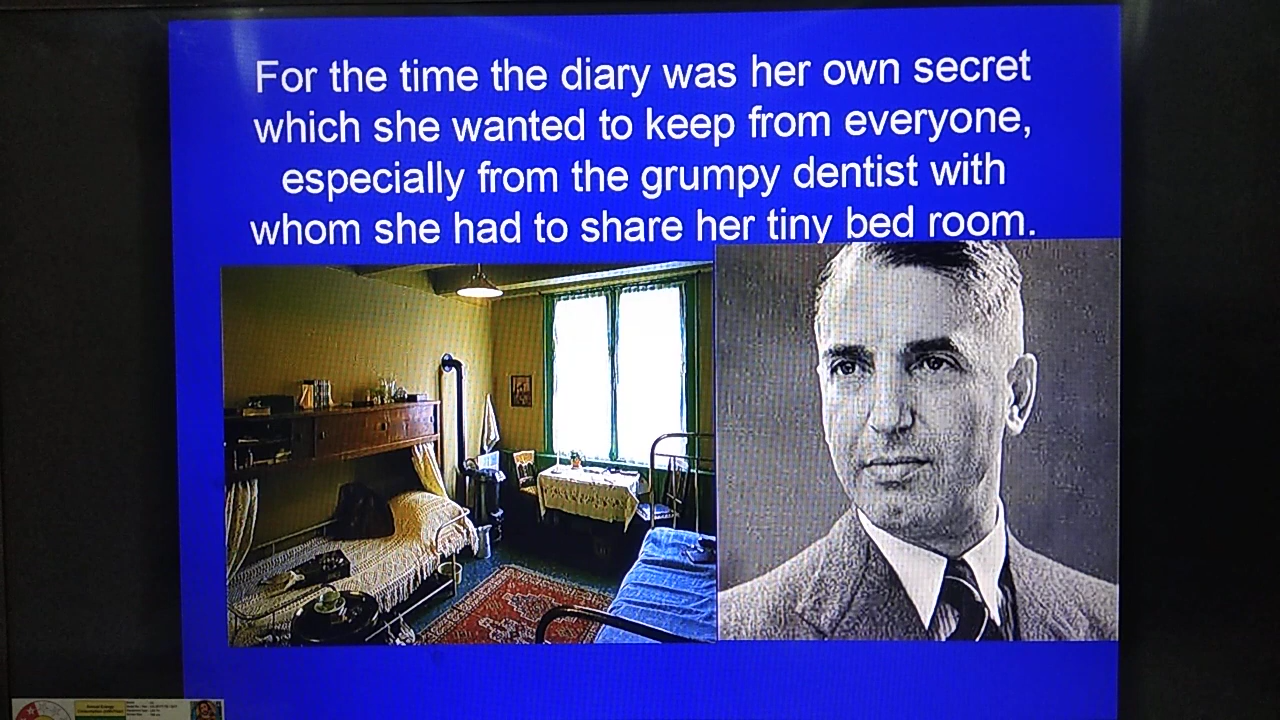 For the time the diary was her own secret
which she wanted to keep from everyone,
especially from the grumpy dentist with
whom she had to share her tiny bed room.